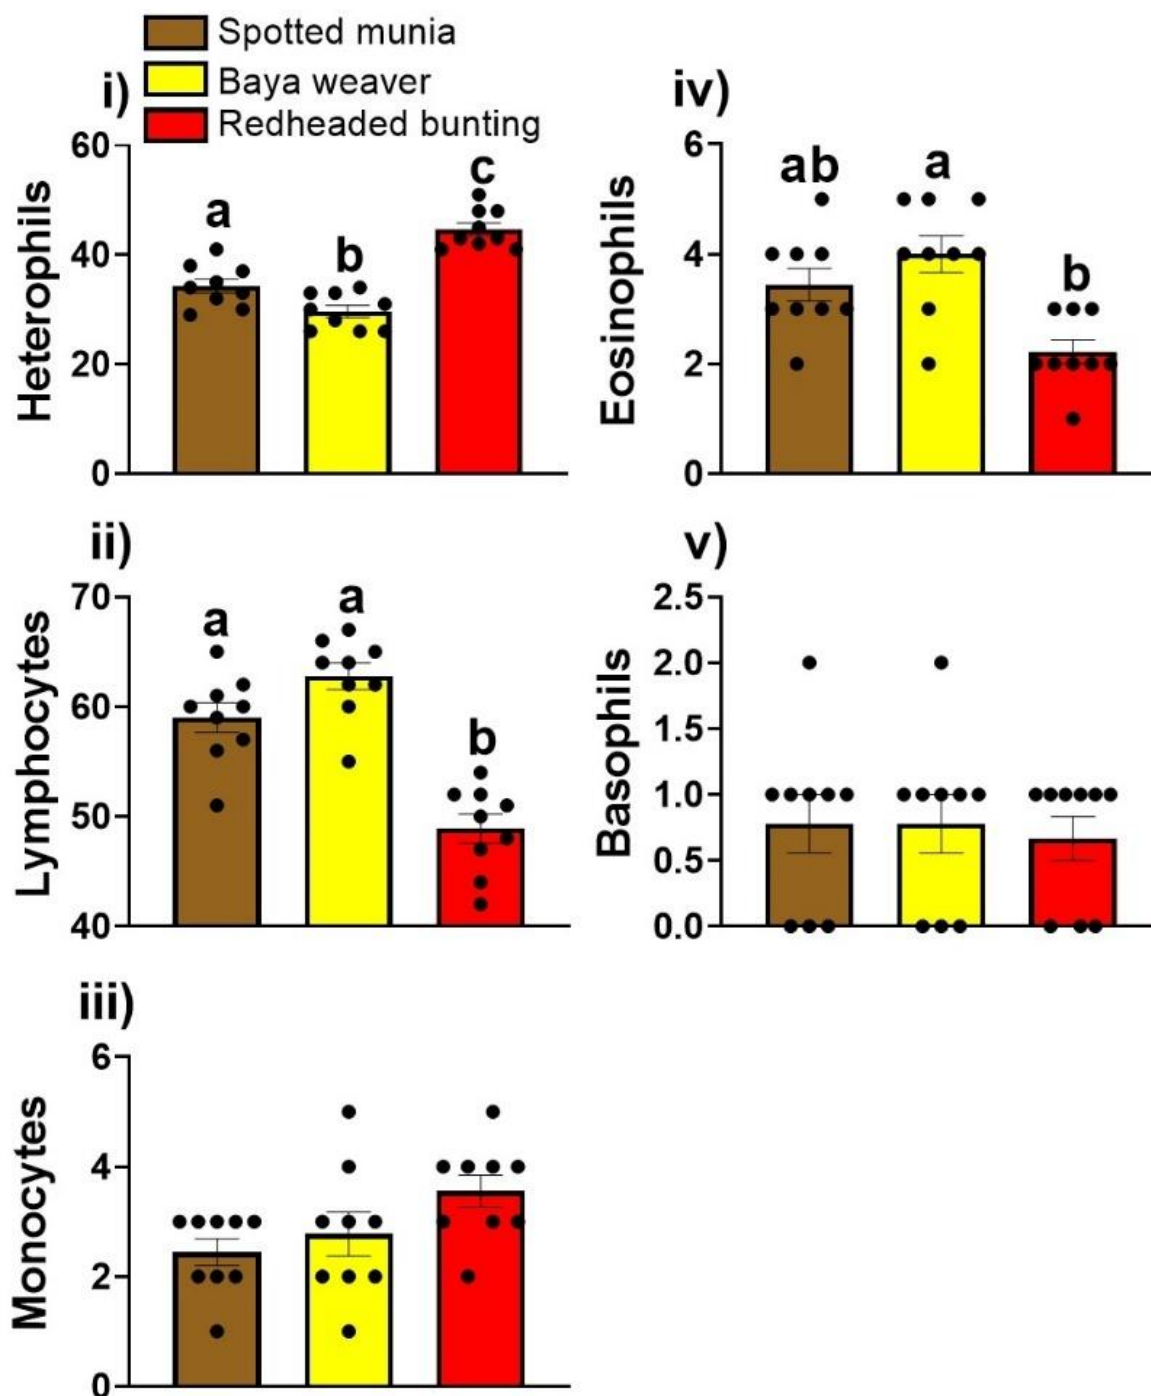 Spotted munia
Baya weaver
Redheaded bunting
i)
Heterophils
60
40
20
0
a
b
c
ii)
Lymphocytes
70
60
50
40
a
a
b
iii)
Monocytes
6
4
2
0
iv)
Eosinophils
6
4
2
0
ab
a
b
v)
Basophils
2.5
2.0
1.5
1.0
0.5
0.0